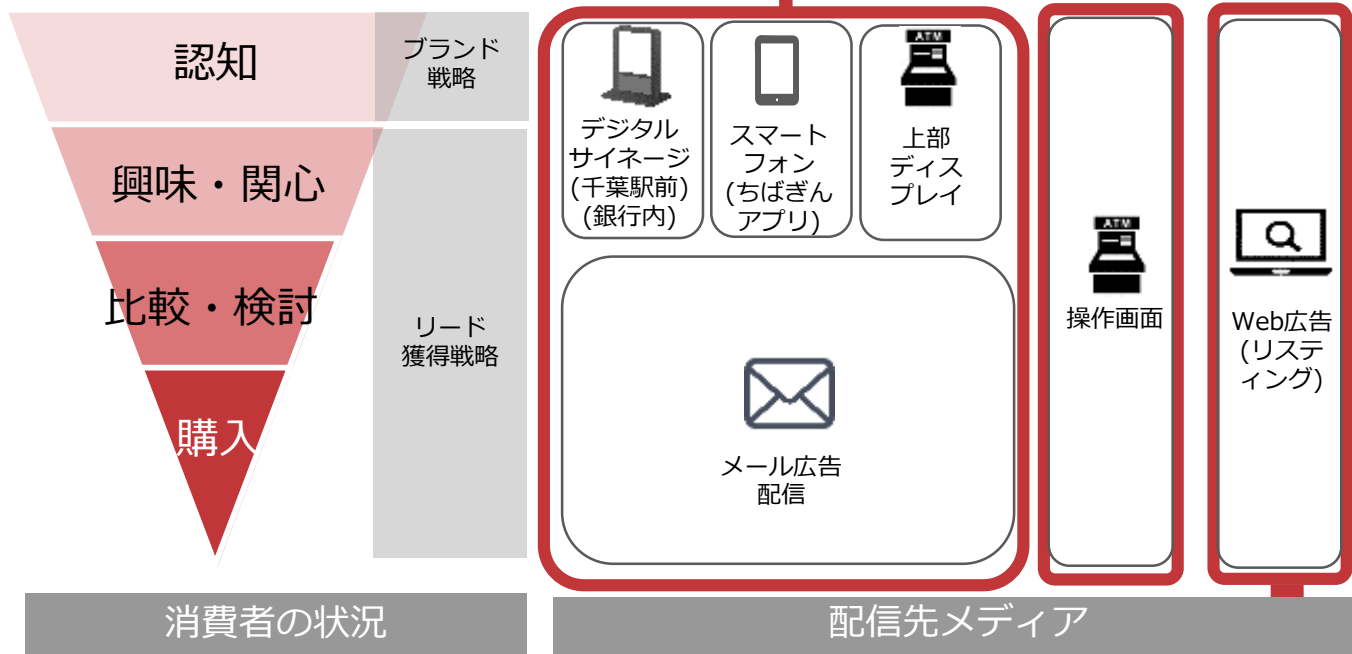 認知
ブランド
戦略
興味・関心
比較・検討
購入
リード
獲得戦略
デジタル
サイネージ
(千葉駅前)
(銀行内)
スマート
フォン
(ちばぎん
アプリ)
ATM
上部
ディス
プレイ
メール広告
配信
ATM
操作画面
Web広告
(リステ
ィング)
消費者の状況
配信先メディア